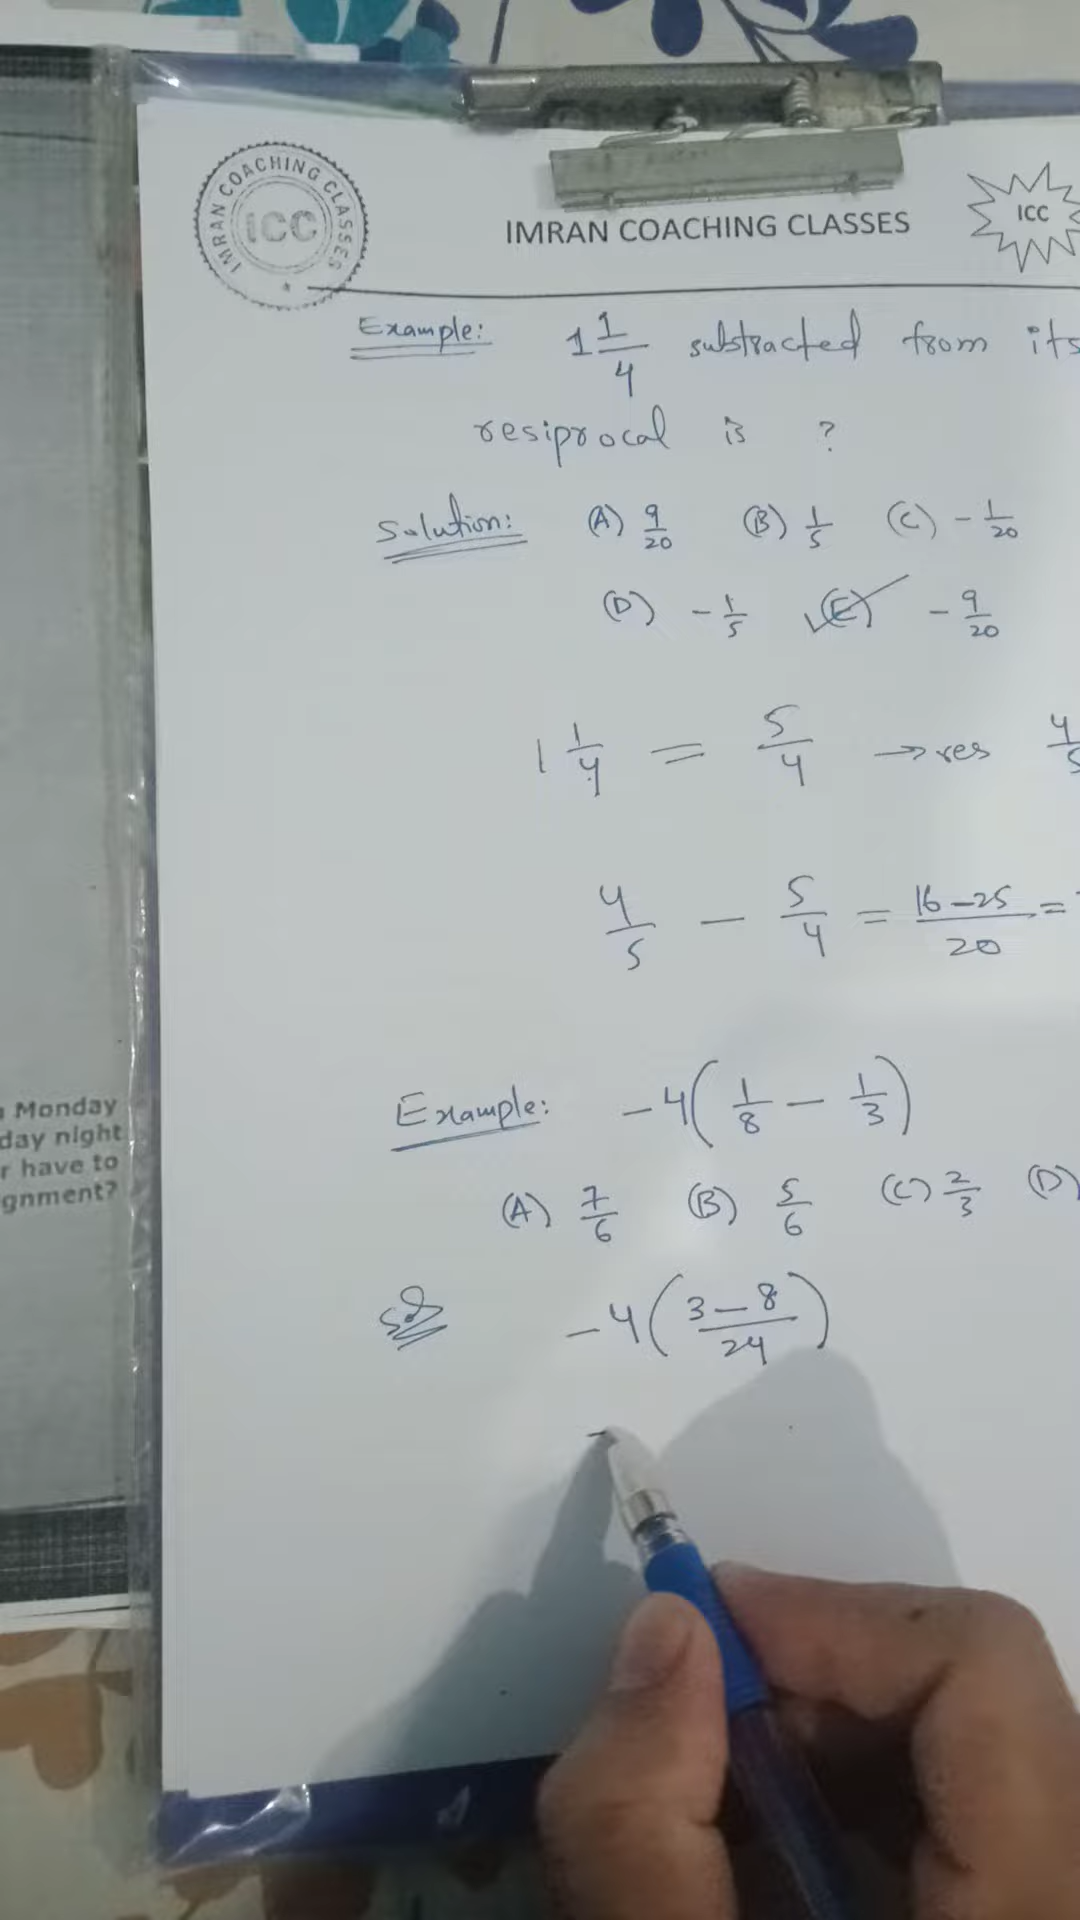 IMRAN COACHING CLASSES
ICC
IMRAN COACHING CLASSES
ICC
Example: 1 1/4 substracted from its
resiprocal is ?
Solution: (A) 9/20 (B) 1/5 (C) - 1/20
(D) - 1/5 (E) - 9/20
1 1/4 = 5/4 → res 4/5
4/5 - 5/4 = 16-25/20 =
Example: -4(1/8 - 1/3)
(A) 7/6 (B) 5/6 (C) 2/3 (D)
sol
-4(3-8/24)
-
Monday
day night
r have to
gnment?